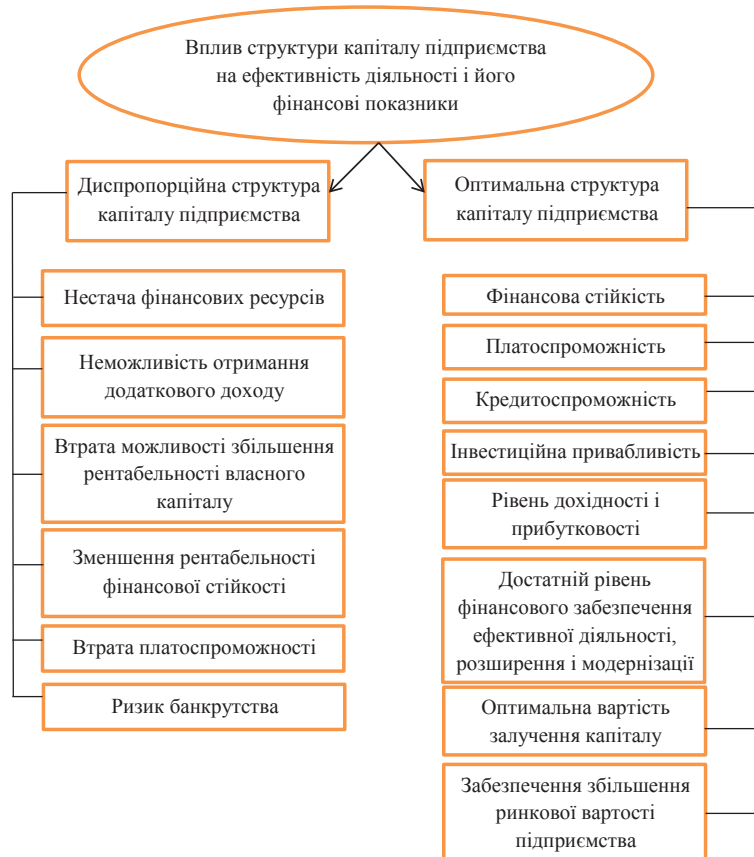 Вплив структури капіталу підприємства
на ефективність діяльності і його
фінансові показники
Диспропорційна структура
капіталу підприємства
Нестача фінансових ресурсів
Неможливість отримання
додаткового доходу
Втрата можливості збільшення
рентабельності власного
капіталу
Зменшення рентабельності
фінансової стійкості
Втрата платоспроможності
Ризик банкрутства
Оптимальна структура
капіталу підприємства
Фінансова стійкість
Платоспроможність
Кредитоспроможність
Інвестиційна привабливість
Рівень дохідності і
прибутковості
Достатній рівень
фінансового забезпечення
ефективної діяльності,
розширення і модернізації
Оптимальна вартість
залучення капіталу
Забезпечення збільшення
ринкової вартості
підприємства